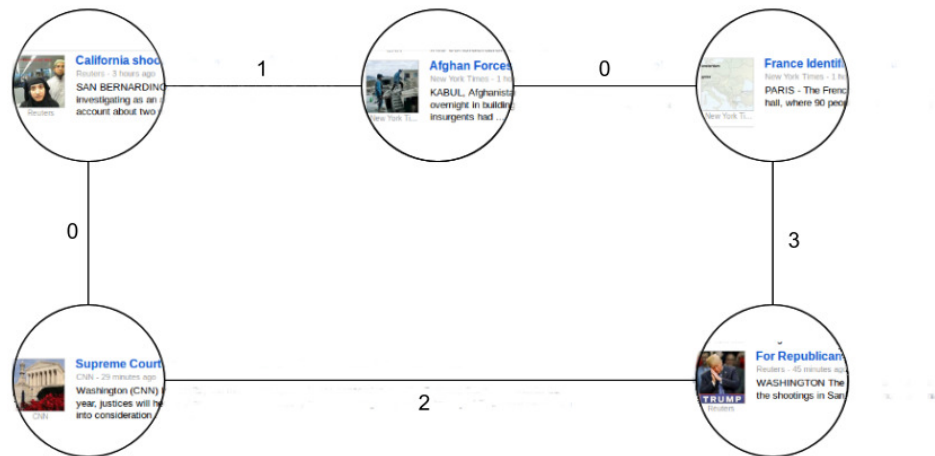 California shoo
Reuters - 3 hours ago
SAN BERNARDINO
investigating as an
account about two
Reuters
1
Afghan Forces
New York Times - 1 h
KABUL, Afghanista
overnight in building
insurgents had ...
New York Ti...
0
France Identifi
New York Times - 1 h
PARIS - The Frenc
hall, where 90 peop
New York Ti...
0
3
Supreme Court
CNN - 29 minutes ago
Washington (CNN)
year, justices will he
into consideration
CNN
2
For Republican
Reuters - 45 minutes ag
WASHINGTON The
the shootings in San
TRUMP
Reuters